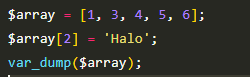 $array = [1, 3, 4, 5, 6];
$array[2] = 'Halo';
var_dump($array);